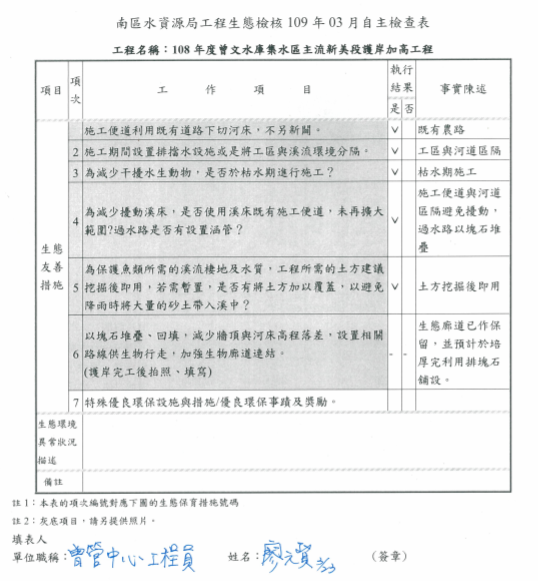 南區水資源局工程生態檢核 109 年 03 月自主檢查表
工程名稱：108 年度曾文水庫集水區主流新美段護岸加高工程
項目 項次 工作項目 執行結果 是 否 事實陳述
生態友善措施
施工便道利用既有道路下切河床，不另新闢。 ∨ 既有農路
2 施工期間設置排擋水設施或是將工區與溪流環境分隔。 ∨ 工區與河道區隔
3 為減少干擾水生動物，是否於枯水期進行施工？ ∨ 枯水期施工
4 為減少擾動溪床，是否使用溪床既有施工便道，未再擴大
範圍?過水路是否有設置涵管？ ∨
施工便道與河道
區隔避免擾動，
過水路以塊石堆
疊
5 為保護魚類所需的溪流棲地及水質，工程所需的土方建議
挖掘後即用，若需暫置，是否有將土方加以覆蓋，以避免
降雨時將大量的砂土帶入溪中？ ∨ 土方挖掘後即用
6 以塊石堆疊、回填，減少牆頂與河床高程落差，設置相關
路線供生物行走，加強生物廊道連結。
(護岸完工後拍照、填寫) - -
生態廊道已作保
留，並預計於培
厚完利用排塊石
鋪設。
7 特殊優良環保設施與措施/優良環保事蹟及獎勵。
生態環境
異常狀況
描述
備註
註 1：本表的項次編號對應下圖的生態保育措施號碼
註 2：灰底項目，請另提供照片。
填表人
單位職稱：曾管中心工程員 姓名：廖元賢 (簽章)